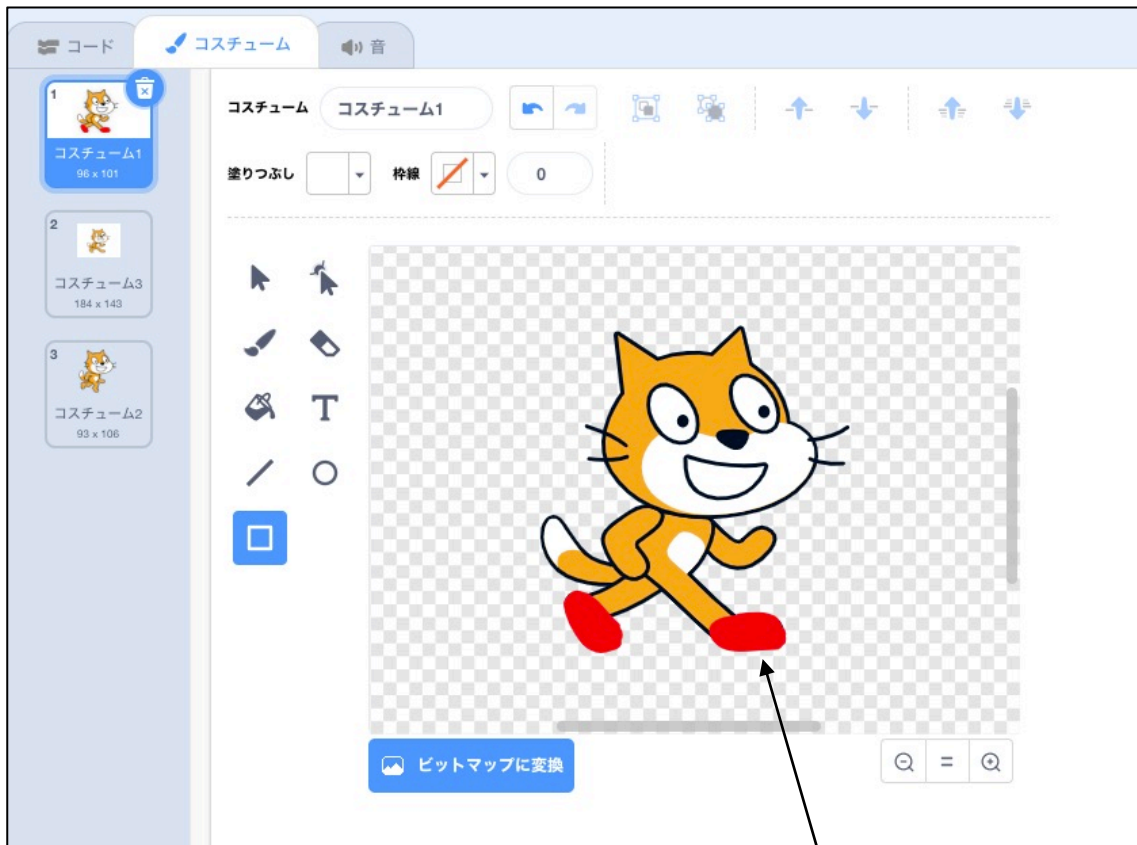 コード
コスチューム
音
1
コスチューム1
96 x 101
2
コスチューム3
184 x 143
3
コスチューム2
93 x 106
コスチューム コスチューム1
塗りつぶし 枠線 0
T
ビットマップに変換